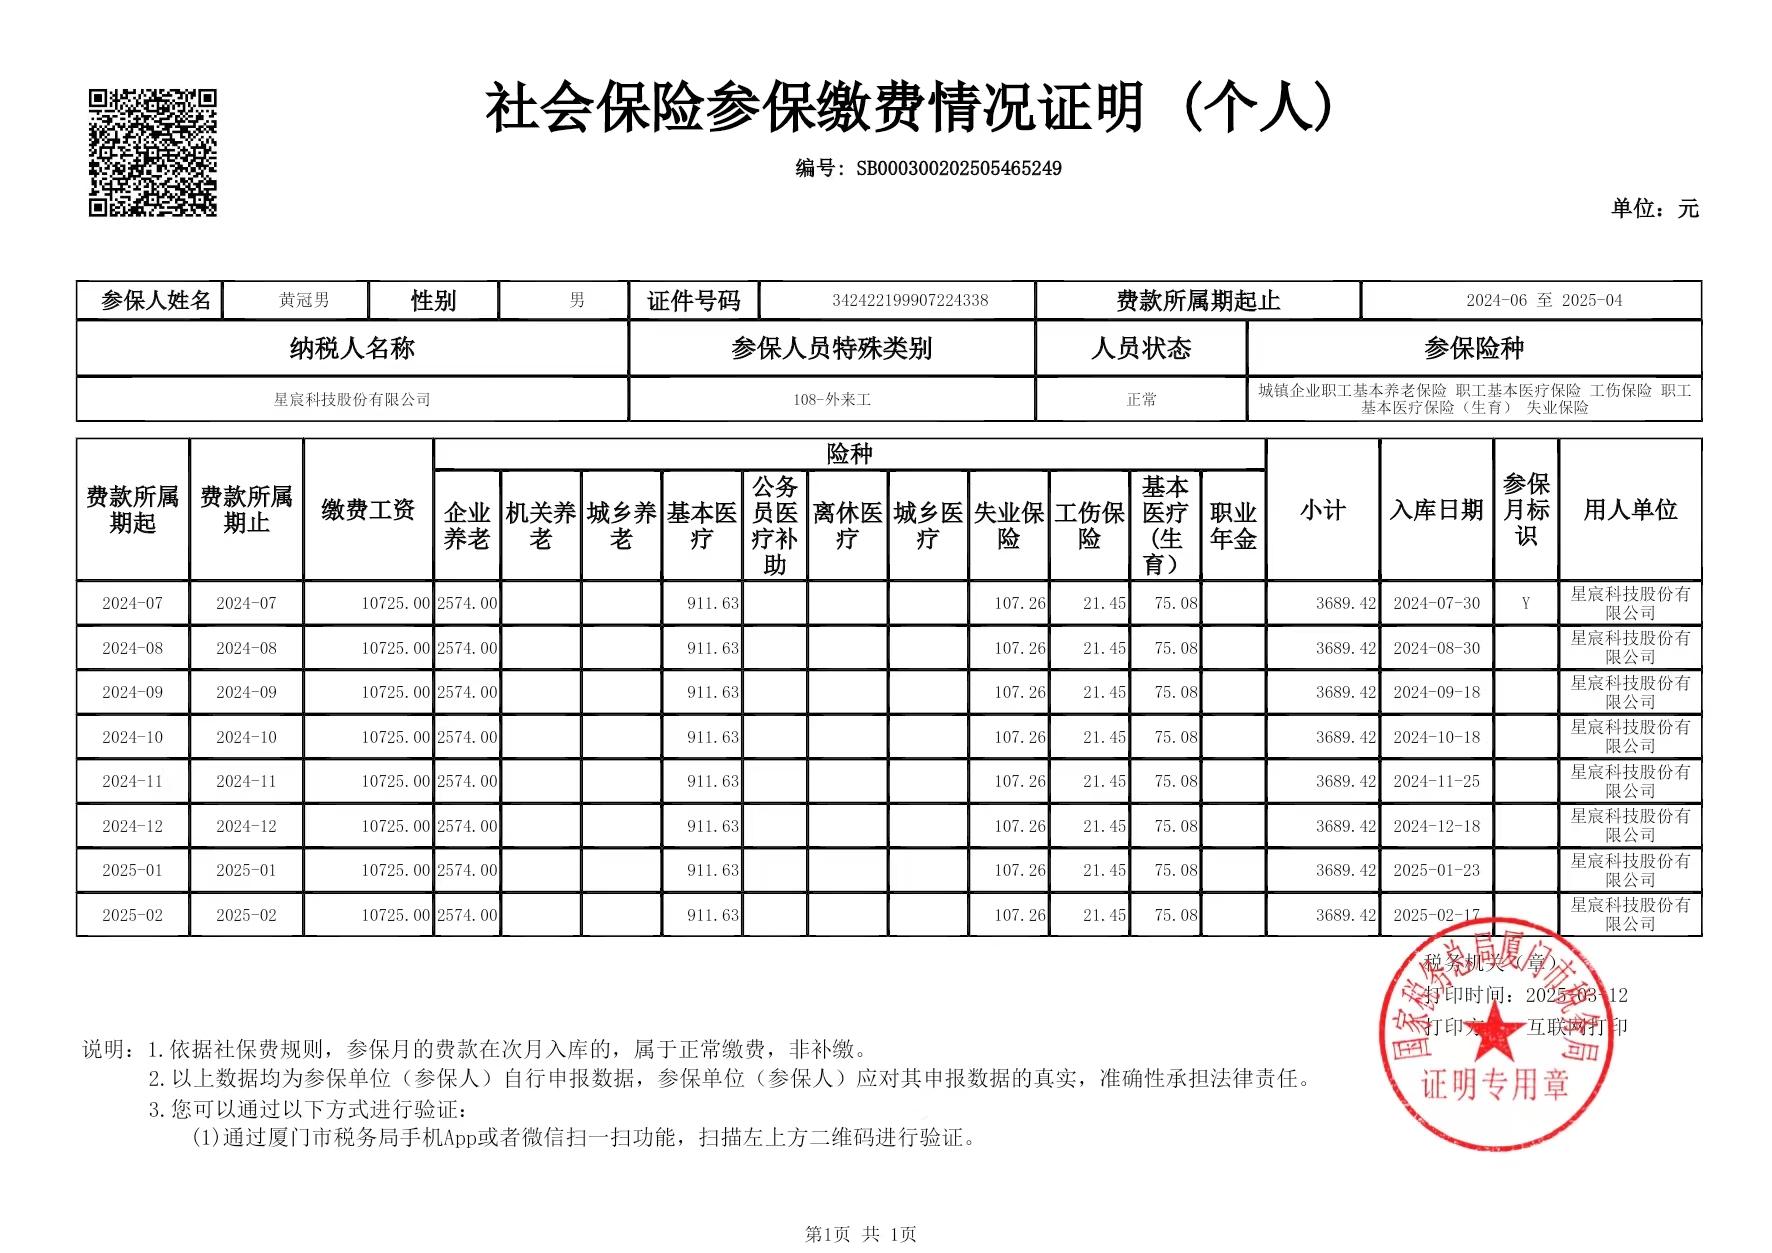 社会保险参保缴费情况证明 (个人)
编号: SB000300202505465249
单位: 元
参保人姓名 黄冠男 性别 男 证件号码 342422199907224338 费款所属期起止 2024-06 至 2025-04
纳税人名称 参保人员特殊类别 人员状态 参保险种
星宸科技股份有限公司 108-外来工 正常 城镇企业职工基本养老保险 职工基本医疗保险 工伤保险 职工
基本医疗保险（生育） 失业保险
费款所属期起 费款所属期止 缴费工资 险种 小计 入库日期 参保月标识 用人单位
企业养老 机关养老 城乡养老 基本医疗 公务员医疗补助 离休医疗 城乡医疗 失业保险 工伤保险 基本医疗(生育） 职业年金
2024-07 2024-07 10725.00 2574.00 911.63 107.26 21.45 75.08 3689.42 2024-07-30 Y 星宸科技股份有限公司
2024-08 2024-08 10725.00 2574.00 911.63 107.26 21.45 75.08 3689.42 2024-08-30 星宸科技股份有限公司
2024-09 2024-09 10725.00 2574.00 911.63 107.26 21.45 75.08 3689.42 2024-09-18 星宸科技股份有限公司
2024-10 2024-10 10725.00 2574.00 911.63 107.26 21.45 75.08 3689.42 2024-10-18 星宸科技股份有限公司
2024-11 2024-11 10725.00 2574.00 911.63 107.26 21.45 75.08 3689.42 2024-11-25 星宸科技股份有限公司
2024-12 2024-12 10725.00 2574.00 911.63 107.26 21.45 75.08 3689.42 2024-12-18 星宸科技股份有限公司
2025-01 2025-01 10725.00 2574.00 911.63 107.26 21.45 75.08 3689.42 2025-01-23 星宸科技股份有限公司
2025-02 2025-02 10725.00 2574.00 911.63 107.26 21.45 75.08 3689.42 2025-02-17 星宸科技股份有限公司
税务机关（章）
打印时间: 2025-03-12
打印方式: 互联网打印
国家税务总局厦门市税务局
证明专用章
说明: 1.依据社保费规则，参保月的费款在次月入库的，属于正常缴费，非补缴。
2.以上数据均为参保单位（参保人）自行申报数据，参保单位（参保人）应对其申报数据的真实，准确性承担法律责任。
3.您可以通过以下方式进行验证:
(1)通过厦门市税务局手机App或者微信扫一扫功能，扫描左上方二维码进行验证。
第1页 共 1页